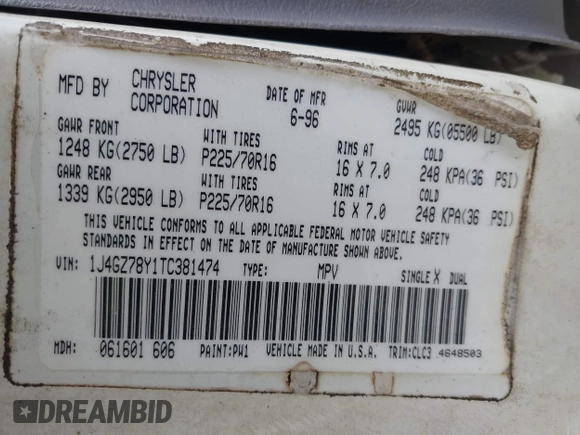 MFD BY CHRYSLER CORPORATION DATE OF MFR 6-96 GVWR 2495 KG(05500 LB)
GAWR FRONT WITH TIRES RIMS AT COLD
1248 KG(2750 LB) P225/70R16 16 X 7.0 248 KPA(36 PSI)
GAWR REAR WITH TIRES RIMS AT COLD
1339 KG(2950 LB) P225/70R16 16 X 7.0 248 KPA(36 PSI)
THIS VEHICLE CONFORMS TO ALL APPLICABLE FEDERAL MOTOR VEHICLE SAFETY
STANDARDS IN EFFECT ON THE DATE OF MANUFACTURE SHOWN ABOVE.
VIN: 1J4GZ78Y1TC381474 TYPE: MPV SINGLE X DUAL
MDH: 061601 606 PAINT:PW1 VEHICLE MADE IN U.S.A. TRIM:CLC3 4648503
DREAMBID